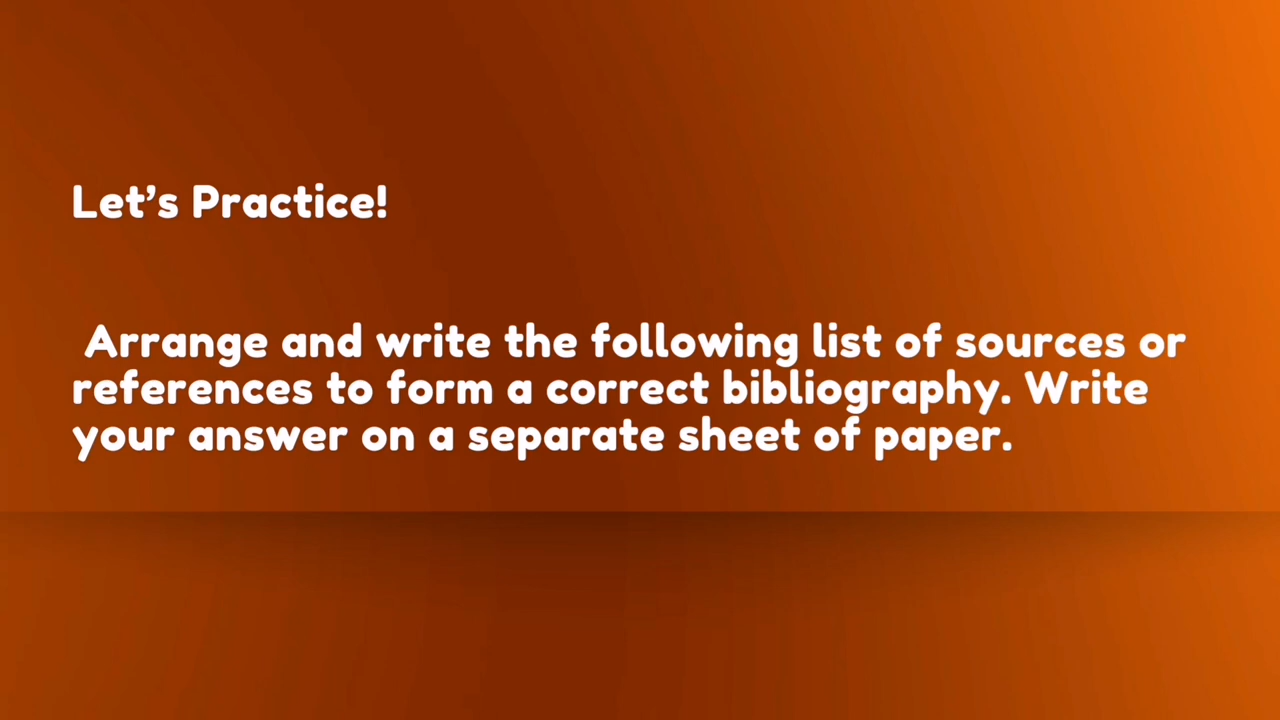 Let’s Practice!
Arrange and write the following list of sources or
references to form a correct bibliography. Write
your answer on a separate sheet of paper.